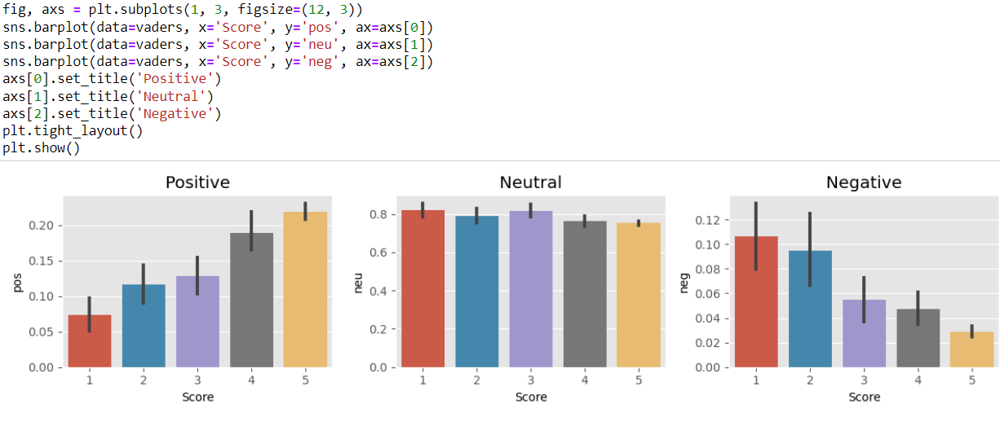 fig, axs = plt.subplots(1, 3, figsize=(12, 3))
sns.barplot(data=vaders, x='Score', y='pos', ax=axs[0])
sns.barplot(data=vaders, x='Score', y='neu', ax=axs[1])
sns.barplot(data=vaders, x='Score', y='neg', ax=axs[2])
axs[0].set_title('Positive')
axs[1].set_title('Neutral')
axs[2].set_title('Negative')
plt.tight_layout()
plt.show()
Positive
pos
0.20
0.15
0.10
0.05
0.00
1 2 3 4 5
Score
Neutral
neu
0.8
0.6
0.4
0.2
0.0
1 2 3 4 5
Score
Negative
neg
0.12
0.10
0.08
0.06
0.04
0.02
0.00
1 2 3 4 5
Score